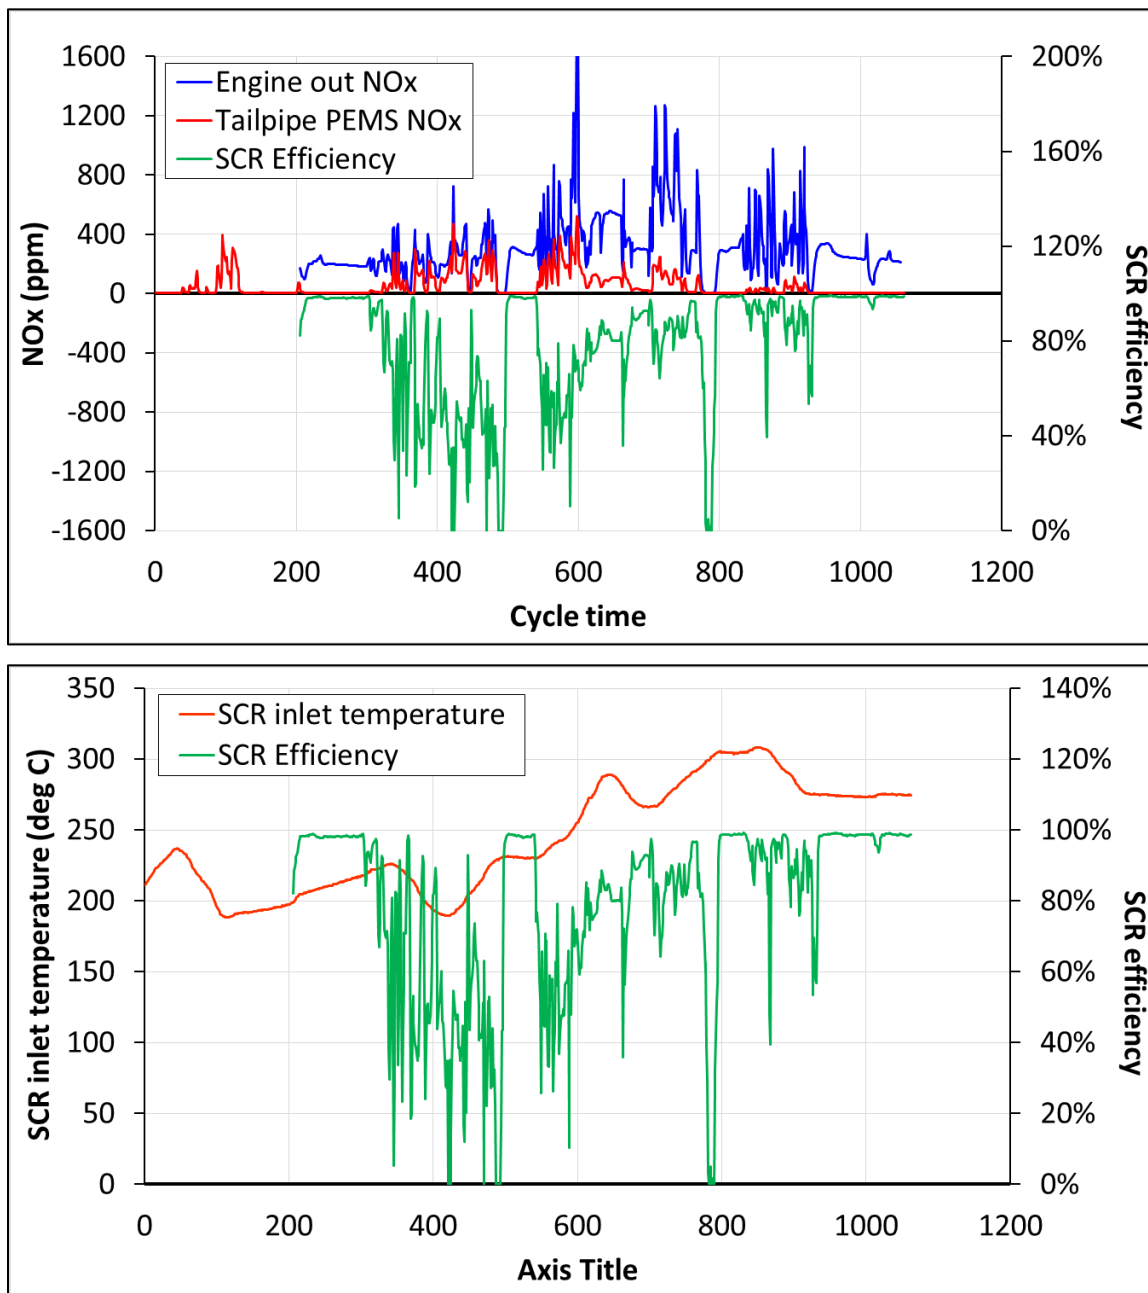 1600
1200
800
400
0
-400
-800
-1200
-1600
NOx (ppm)
Engine out NOx
Tailpipe PEMS NOx
SCR Efficiency
200%
160%
120%
80%
40%
0%
SCR efficiency
0 200 400 600 800 1000 1200
Cycle time
350
300
250
200
150
100
50
0
SCR inlet temperature (deg C)
SCR inlet temperature
SCR Efficiency
140%
120%
100%
80%
60%
40%
20%
0%
SCR efficiency
0 200 400 600 800 1000 1200
Axis Title